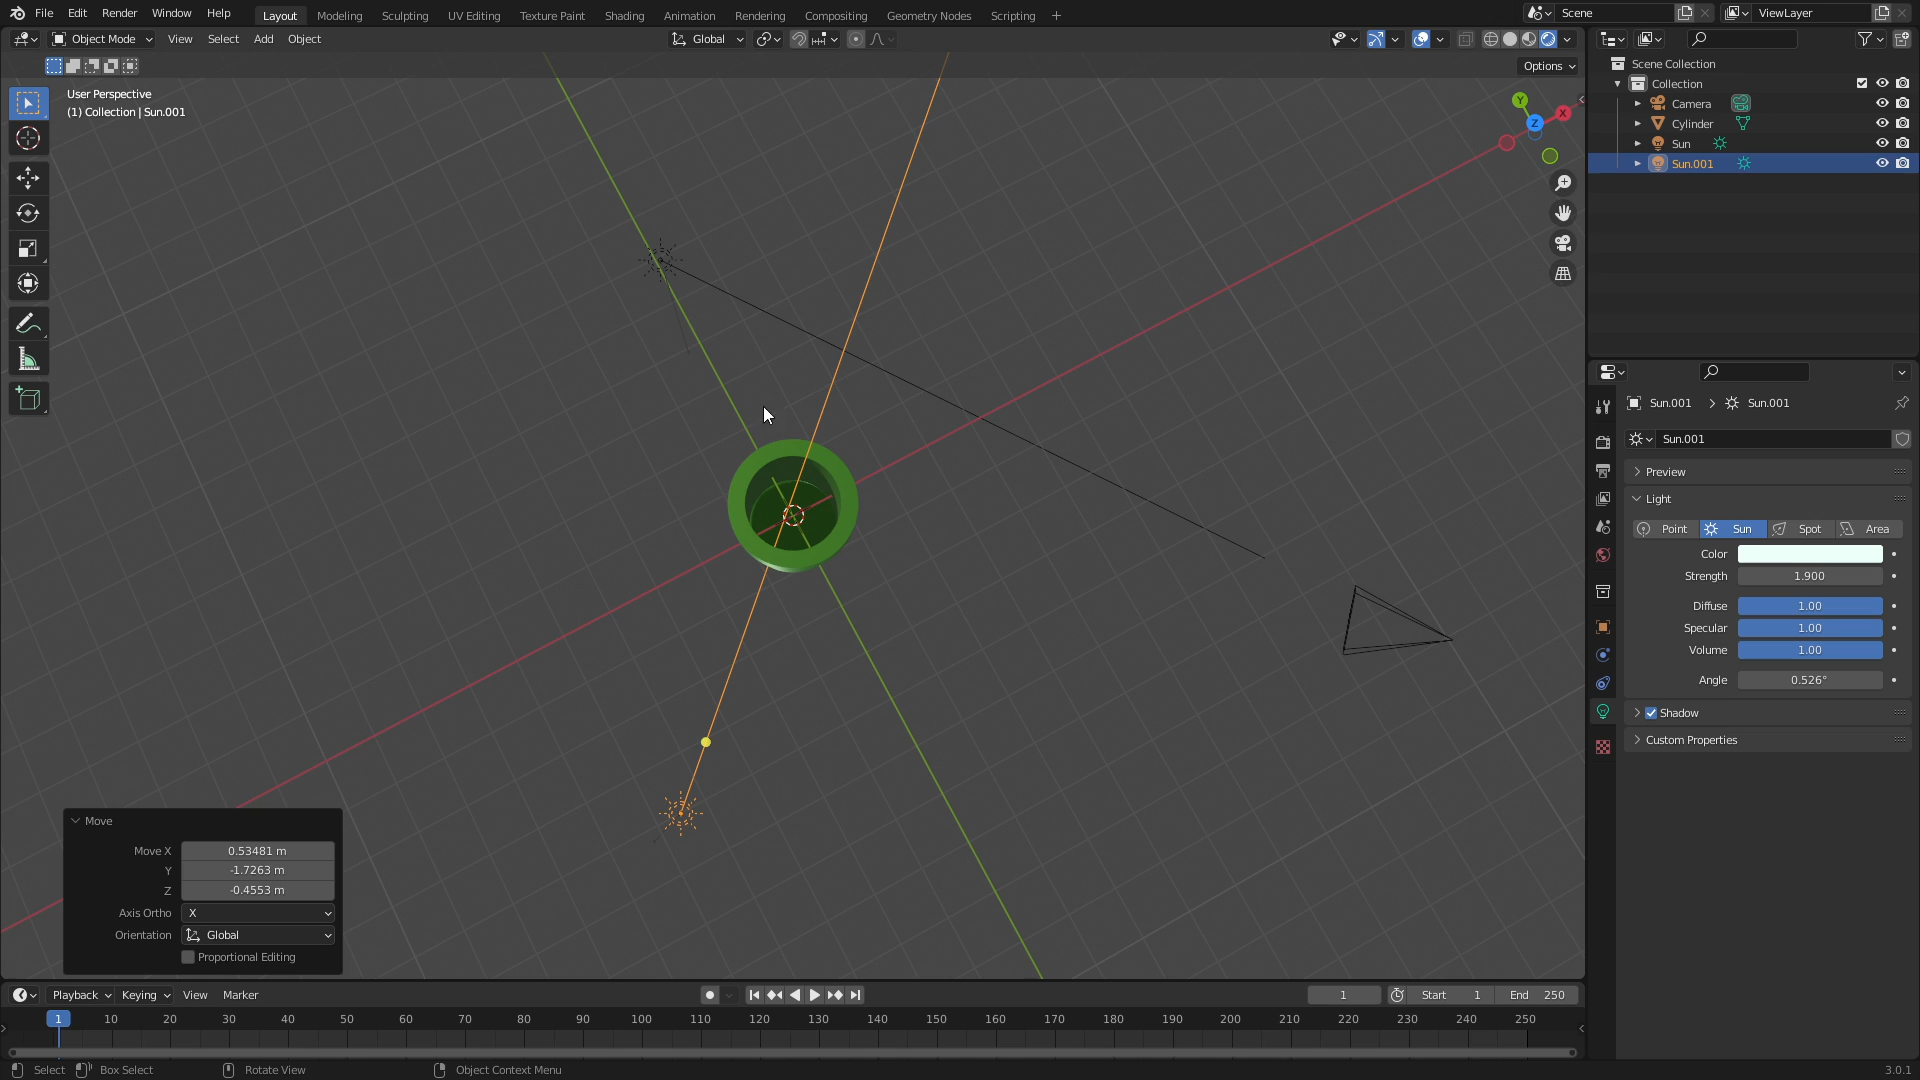 File Edit Render Window Help Layout Modeling Sculpting UV Editing Texture Paint Shading Animation Rendering Compositing Geometry Nodes Scripting + Scene ViewLayer
Object Mode View Select Add Object Global
Options
User Perspective
(1) Collection | Sun.001
Y
X
Z
Scene Collection
Collection
Camera
Cylinder
Sun
Sun.001
Sun.001 > Sun.001
Sun.001
Preview
Light
Point Sun Spot Area
Color
Strength 1.900
Diffuse 1.00
Specular 1.00
Volume 1.00
Angle 0.526°
Shadow
Custom Properties
Move
Move X 0.53481 m
Y -1.7263 m
Z -0.4553 m
Axis Ortho X
Orientation Global
Proportional Editing
Playback Keying View Marker 1 Start 1 End 250
1 10 20 30 40 50 60 70 80 90 100 110 120 130 140 150 160 170 180 190 200 210 220 230 240 250
Select Box Select Rotate View Object Context Menu 3.0.1